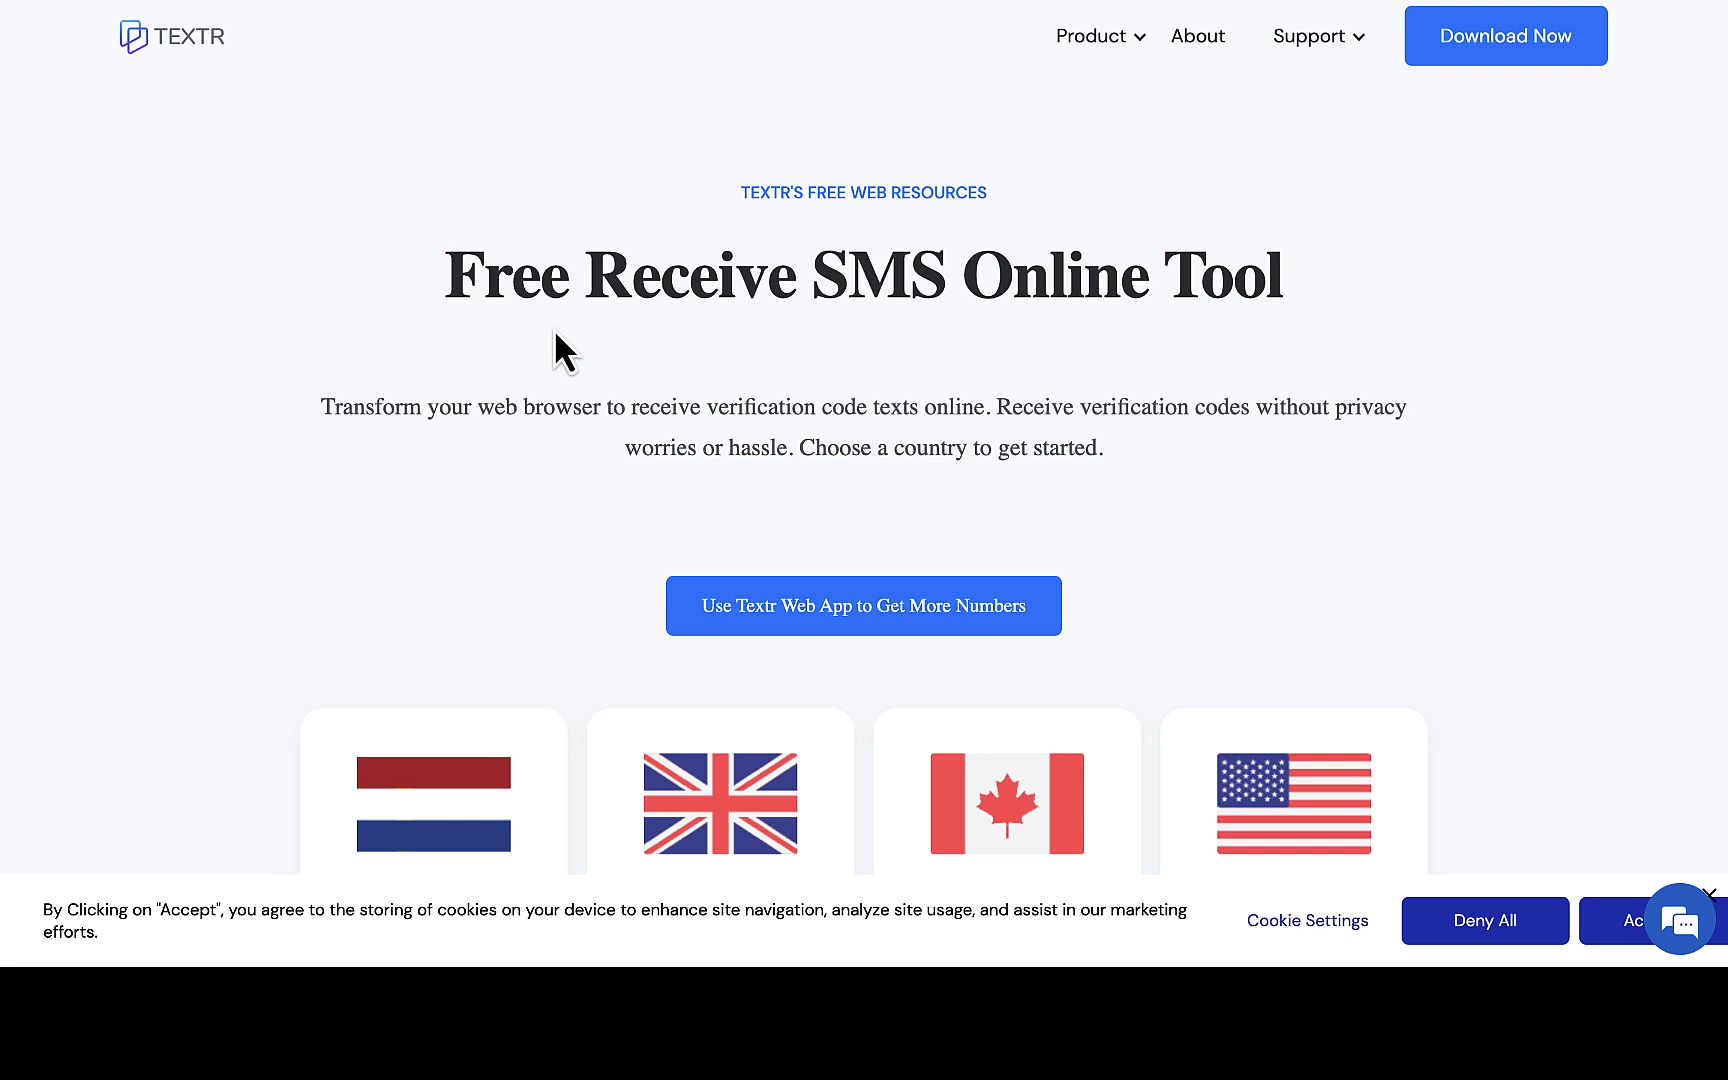 TEXTR
Product
About
Support
Download Now
TEXTR'S FREE WEB RESOURCES
Free Receive SMS Online Tool
Transform your web browser to receive verification code texts online. Receive verification codes without privacy
worries or hassle. Choose a country to get started.
Use Textr Web App to Get More Numbers
By Clicking on "Accept", you agree to the storing of cookies on your device to enhance site navigation, analyze site usage, and assist in our marketing
efforts.
Cookie Settings
Deny All